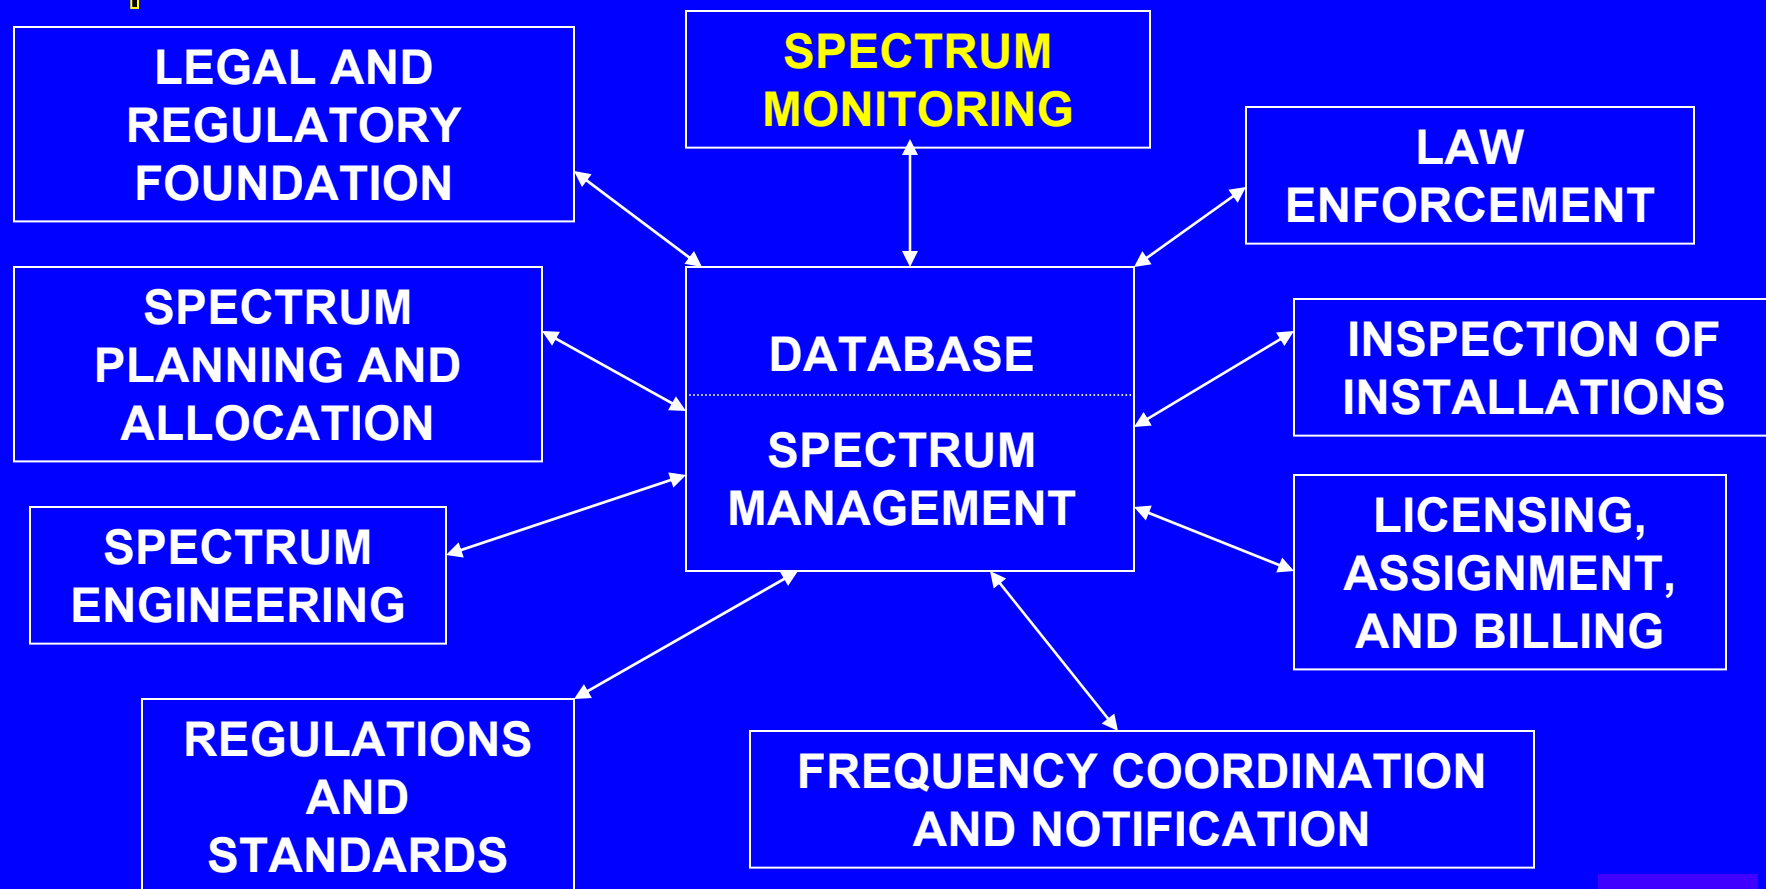 LEGAL AND
REGULATORY
FOUNDATION
SPECTRUM
MONITORING
LAW
ENFORCEMENT
SPECTRUM
PLANNING AND
ALLOCATION
DATABASE
SPECTRUM
MANAGEMENT
INSPECTION OF
INSTALLATIONS
SPECTRUM
ENGINEERING
LICENSING,
ASSIGNMENT,
AND BILLING
REGULATIONS
AND
STANDARDS
FREQUENCY COORDINATION
AND NOTIFICATION